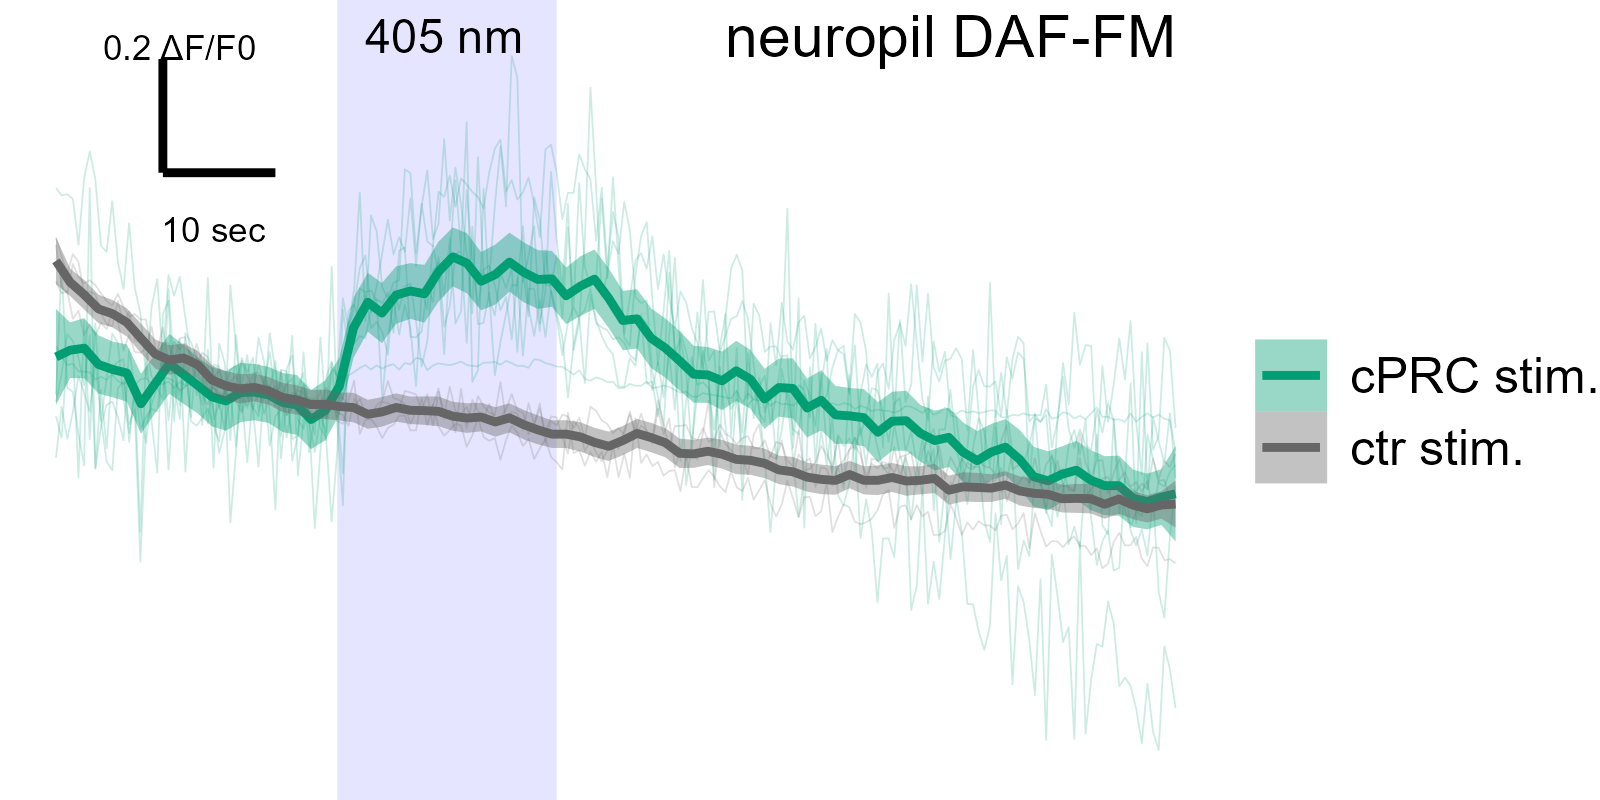 0.2 ΔF/F0
405 nm
neuropil DAF-FM
10 sec
cPRC stim.
ctr stim.